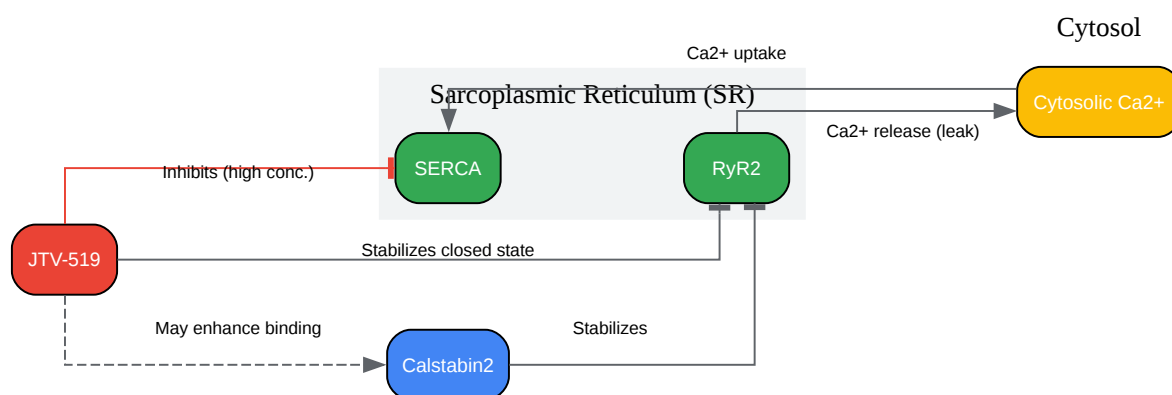 Cytosol
Ca2+ uptake
Sarcoplasmic Reticulum (SR)
Cytosolic Ca2+
Ca2+ release (leak)
SERCA
RyR2
Inhibits (high conc.)
Stabilizes closed state
JTV-519
May enhance binding
Stabilizes
Calstabin2